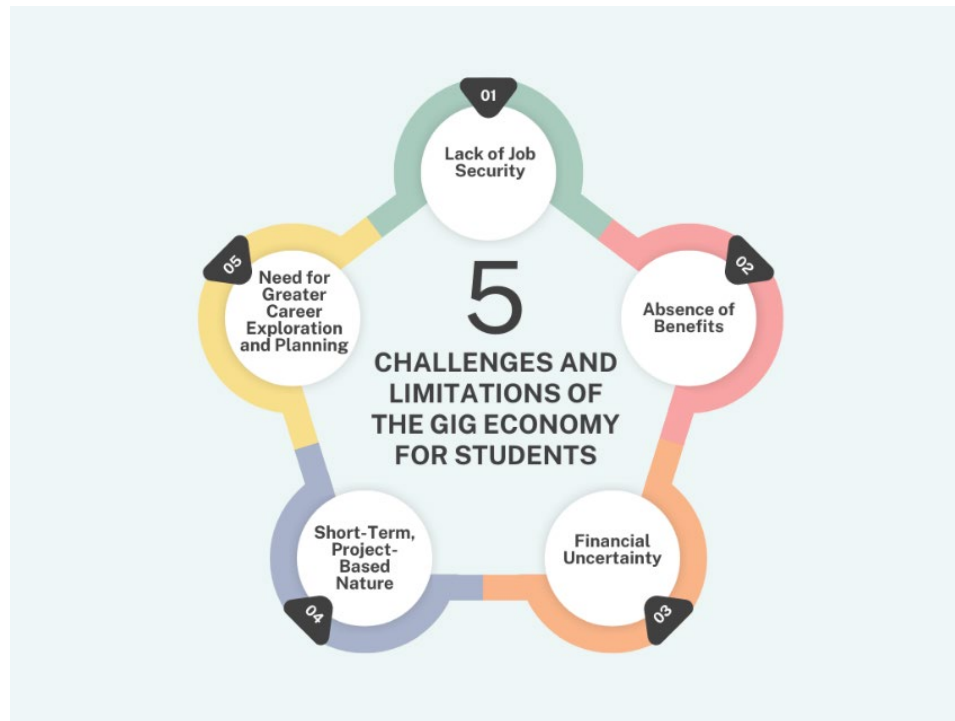 01
Lack of Job
Security
02
Absence of
Benefits
03
Financial
Uncertainty
04
Short-Term,
Project-
Based
Nature
05
Need for
Greater
Career
Exploration
and Planning
5
CHALLENGES AND
LIMITATIONS OF
THE GIG ECONOMY
FOR STUDENTS